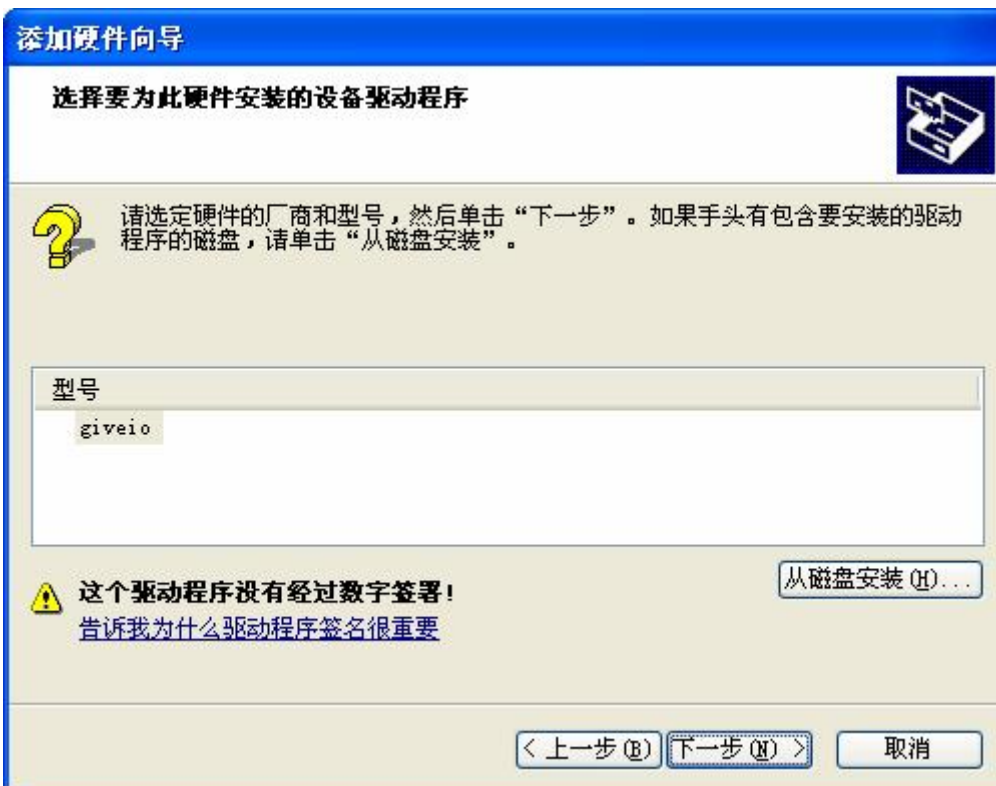 添加硬件向导
选择要为此硬件安装的设备驱动程序
请选定硬件的厂商和型号，然后单击“下一步”。如果手头有包含要安装的驱动
程序的磁盘，请单击“从磁盘安装”。
型号
giveio
这个驱动程序没有经过数字签署！
从磁盘安装(H)...
告诉我为什么驱动程序签名很重要
< 上一步(B)
下一步(N) >
取消